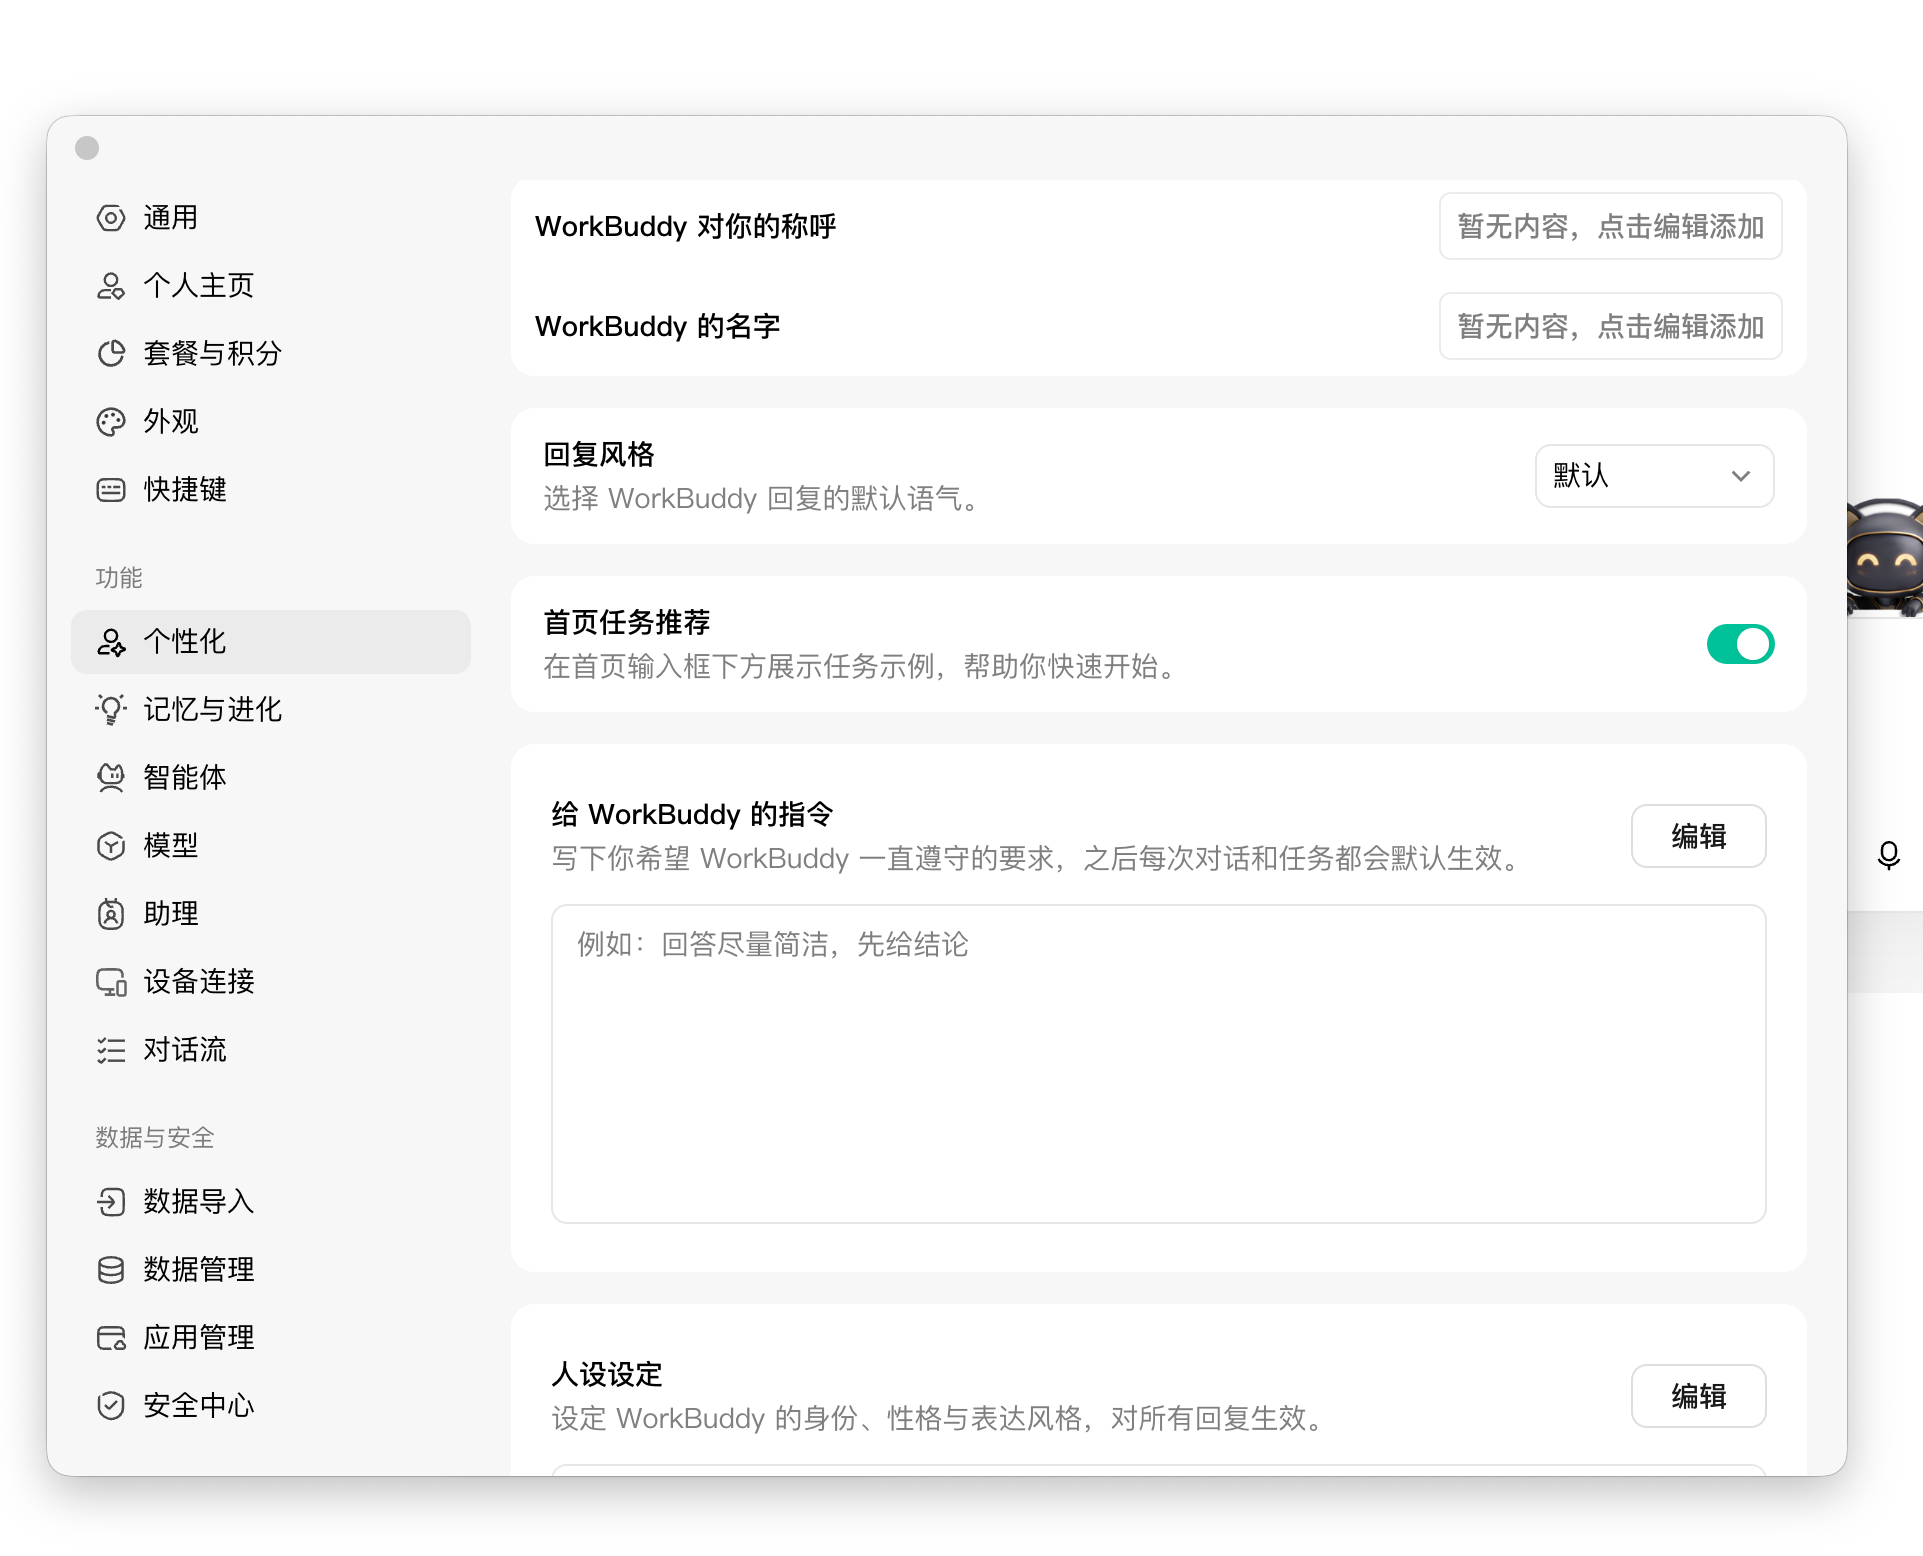 通用
个人主页
套餐与积分
外观
快捷键
功能
个性化
记忆与进化
智能体
模型
助理
设备连接
对话流
数据与安全
数据导入
数据管理
应用管理
安全中心
WorkBuddy 对你的称呼
暂无内容，点击编辑添加
WorkBuddy 的名字
暂无内容，点击编辑添加
回复风格
选择 WorkBuddy 回复的默认语气。
默认
首页任务推荐
在首页输入框下方展示任务示例，帮助你快速开始。
给 WorkBuddy 的指令
写下你希望 WorkBuddy 一直遵守的要求，之后每次对话和任务都会默认生效。
编辑
例如：回答尽量简洁，先给结论
人设设定
设定 WorkBuddy 的身份、性格与表达风格，对所有回复生效。
编辑